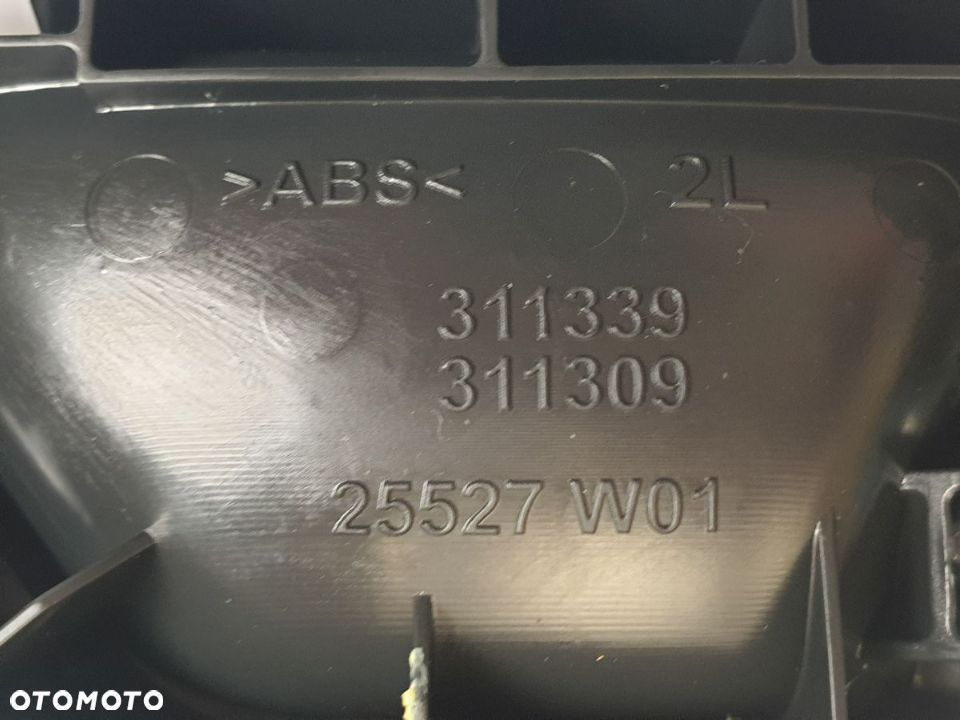 >ABS< 2L
311339
311309
25527 W01
OTOMOTO